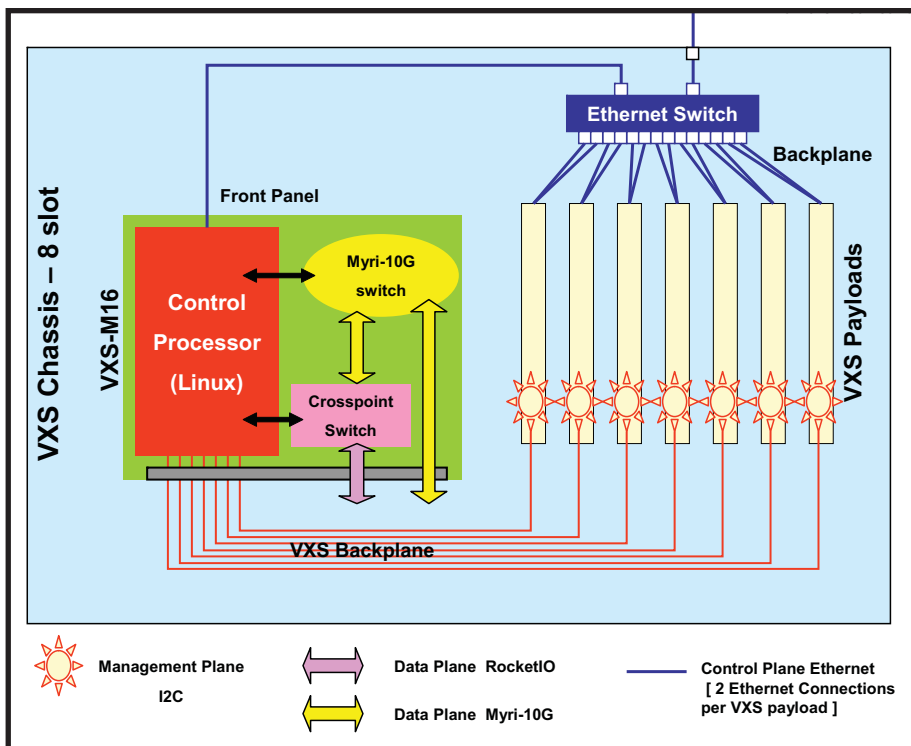 Ethernet Switch
Backplane
Front Panel
VXS Chassis – 8 slot
VXS-M16
Control
Processor
(Linux)
Myri-10G
switch
Crosspoint
Switch
VXS Payloads
VXS Backplane
Management Plane
I2C
Data Plane RocketIO
Data Plane Myri-10G
Control Plane Ethernet
[ 2 Ethernet Connections
per VXS payload ]